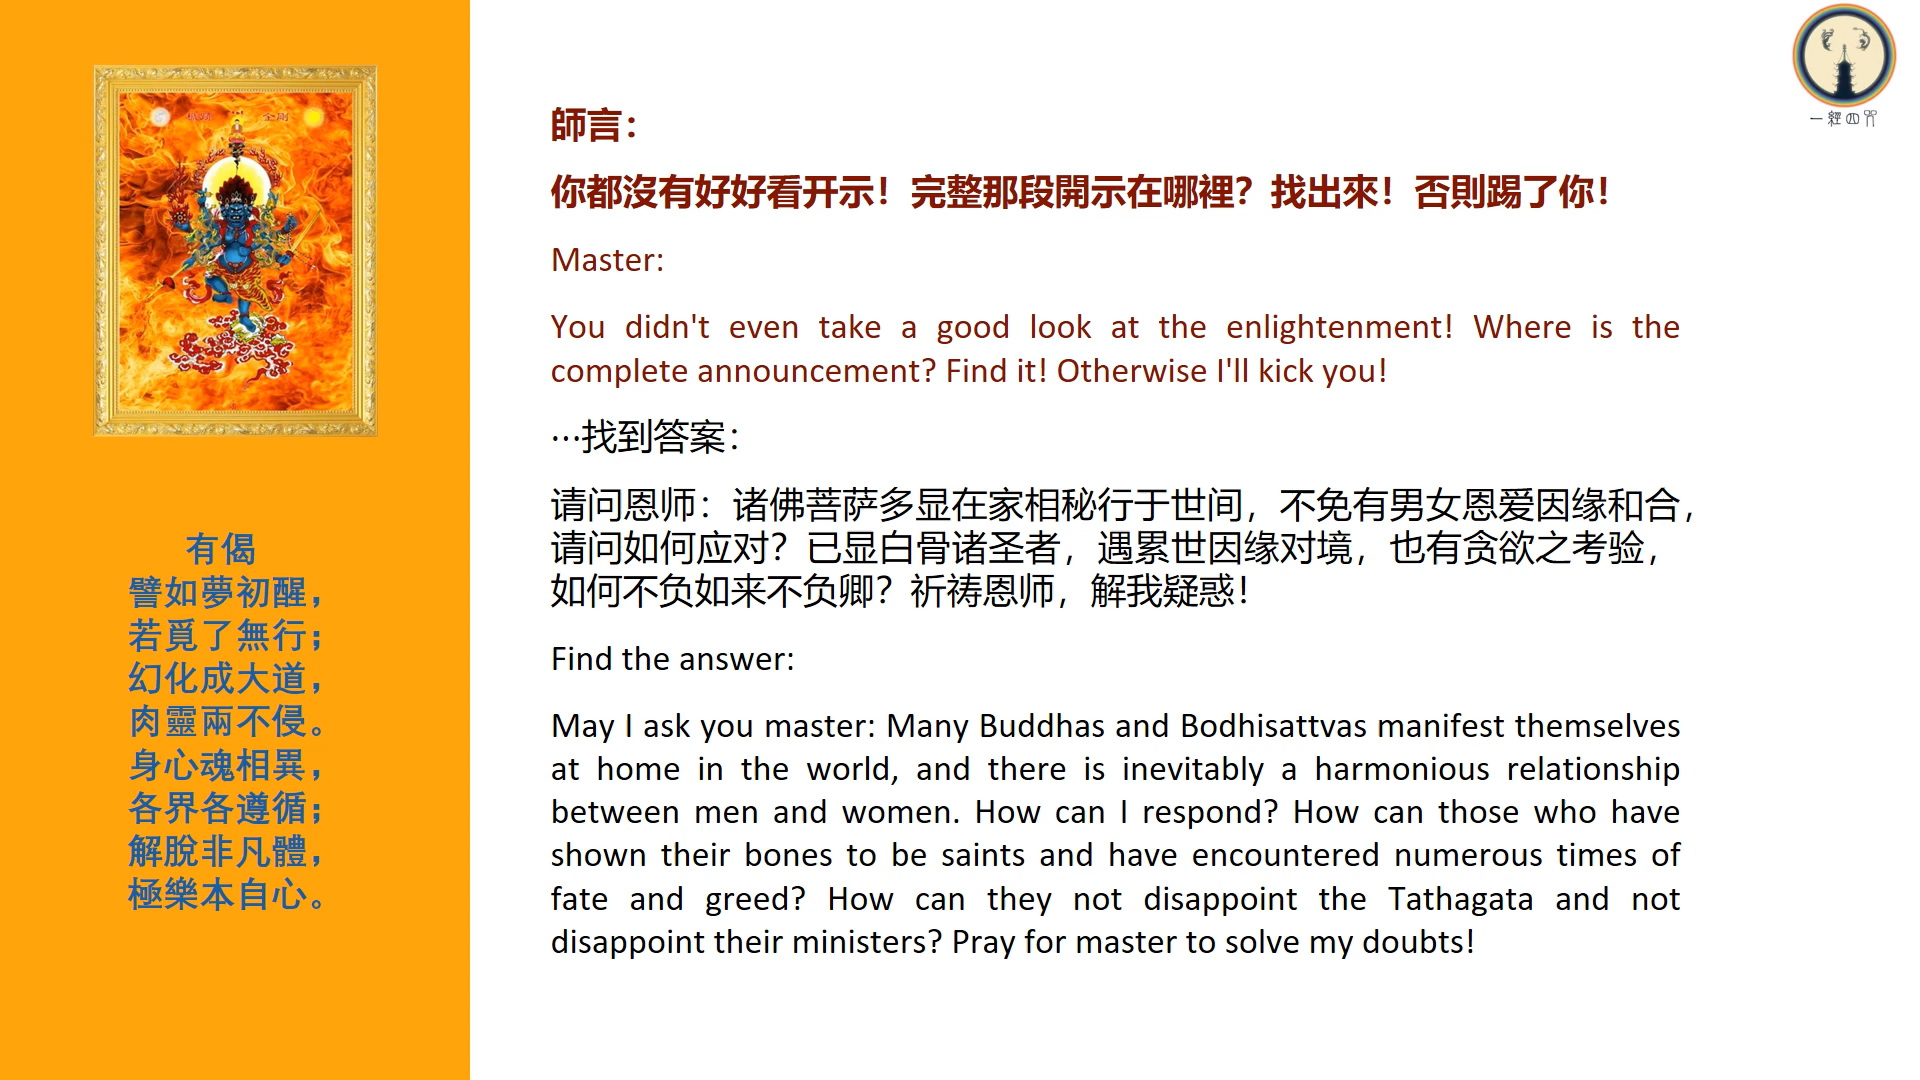 有偈
譬如夢初醒，
若覓了無行；
幻化成大道，
肉靈兩不侵。
身心魂相異，
各界各遵循；
解脫非凡體，
極樂本自心。
師言：
你都沒有好好看开示！完整那段開示在哪裡？找出來！否則踢了你！
Master:
You didn't even take a good look at the enlightenment! Where is the
complete announcement? Find it! Otherwise I'll kick you!
…找到答案：
请问恩师：诸佛菩萨多显在家相秘行于世间，不免有男女恩爱因缘和合，
请问如何应对？已显白骨诸圣者，遇累世因缘对境，也有贪欲之考验，
如何不负如来不负卿？祈祷恩师，解我疑惑！
Find the answer:
May I ask you master: Many Buddhas and Bodhisattvas manifest themselves
at home in the world, and there is inevitably a harmonious relationship
between men and women. How can I respond? How can those who have
shown their bones to be saints and have encountered numerous times of
fate and greed? How can they not disappoint the Tathagata and not
disappoint their ministers? Pray for master to solve my doubts!
一經四咒